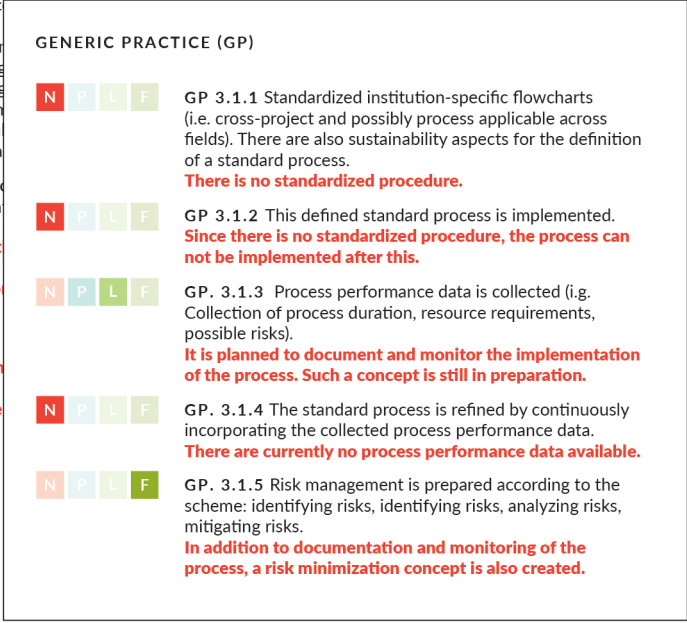 GENERIC PRACTICE (GP)
N P L F
GP 3.1.1 Standardized institution-specific flowcharts
(i.e. cross-project and possibly process applicable across
fields). There are also sustainability aspects for the definition
of a standard process.
There is no standardized procedure.
N P L F
GP 3.1.2 This defined standard process is implemented.
Since there is no standardized procedure, the process can
not be implemented after this.
N P L F
GP. 3.1.3 Process performance data is collected (i.g.
Collection of process duration, resource requirements,
possible risks).
It is planned to document and monitor the implementation
of the process. Such a concept is still in preparation.
N P L F
GP. 3.1.4 The standard process is refined by continuously
incorporating the collected process performance data.
There are currently no process performance data available.
N P L F
GP. 3.1.5 Risk management is prepared according to the
scheme: identifying risks, identifying risks, analyzing risks,
mitigating risks.
In addition to documentation and monitoring of the
process, a risk minimization concept is also created.